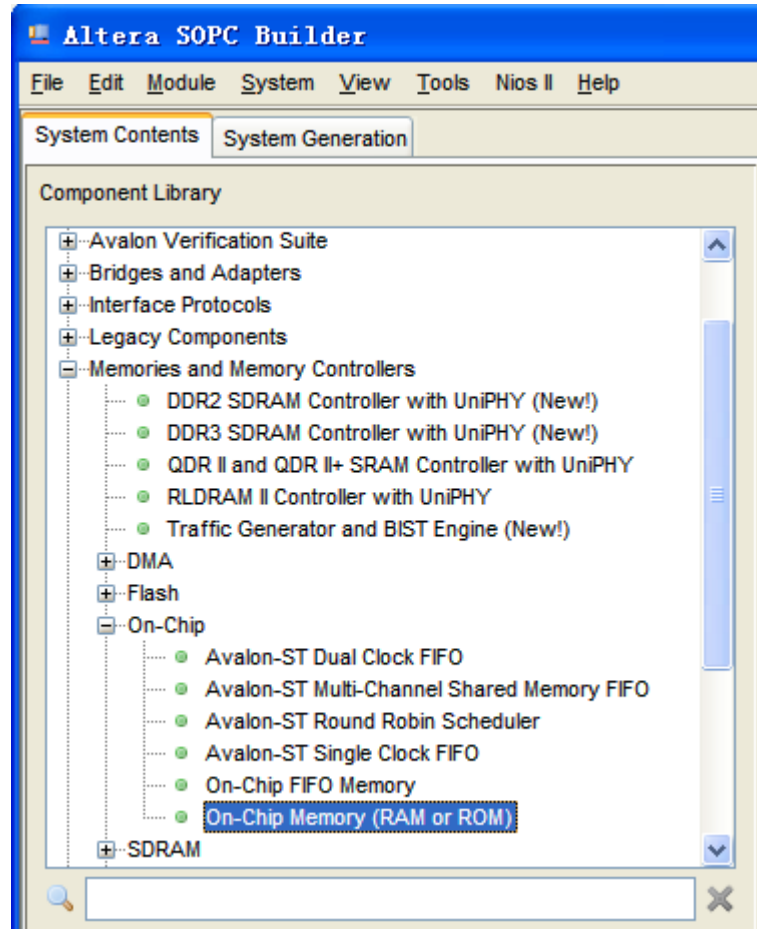 Altera SOPC Builder
File Edit Module System View Tools Nios II Help
System Contents System Generation
Component Library
Avalon Verification Suite
Bridges and Adapters
Interface Protocols
Legacy Components
Memories and Memory Controllers
DDR2 SDRAM Controller with UniPHY (New!)
DDR3 SDRAM Controller with UniPHY (New!)
QDR II and QDR II+ SRAM Controller with UniPHY
RLDRAM II Controller with UniPHY
Traffic Generator and BIST Engine (New!)
DMA
Flash
On-Chip
Avalon-ST Dual Clock FIFO
Avalon-ST Multi-Channel Shared Memory FIFO
Avalon-ST Round Robin Scheduler
Avalon-ST Single Clock FIFO
On-Chip FIFO Memory
On-Chip Memory (RAM or ROM)
SDRAM